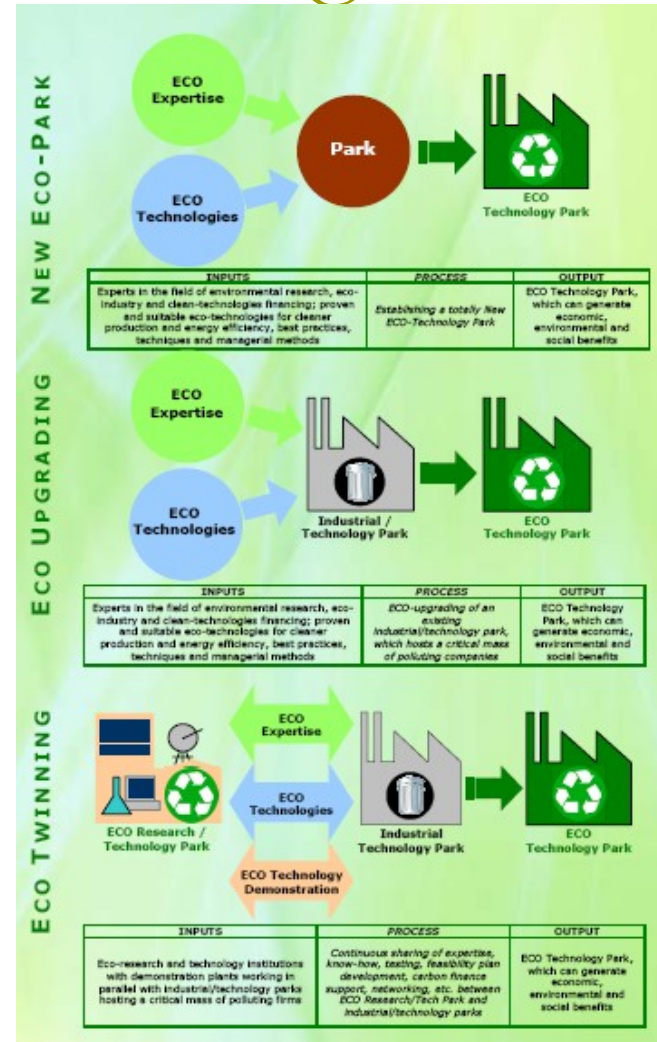 NEW ECO-PARK
ECO
Expertise
ECO
Technologies
Park
ECO
Technology Park
INPUTS
Experts in the field of environmental research, eco-
industry and clean-technologies financing; proven
and suitable eco-technologies for cleaner
production and energy efficiency, best practices,
techniques and managerial methods
PROCESS
Establishing a totally New
ECO-Technology Park
OUTPUT
ECO Technology Park,
which can generate
economic,
environmental and
social benefits
ECO UPGRADING
ECO
Expertise
ECO
Technologies
Industrial /
Technology Park
ECO
Technology Park
INPUTS
Experts in the field of environmental research, eco-
industry and clean-technologies financing; proven
and suitable eco-technologies for cleaner
production and energy efficiency, best practices,
techniques and managerial methods
PROCESS
ECO-upgrading of an
existing
industrial/technology park,
which hosts a critical mass
of polluting companies
OUTPUT
ECO Technology
Park, which can
generate economic,
environmental and
social benefits
ECO TWINNING
ECO Research /
Technology Park
ECO
Expertise
ECO
Technologies
ECO Technology
Demonstration
Industrial
Technology Park
ECO
Technology Park
INPUTS
Eco-research and technology institutions
with demonstration plants working in
parallel with industrial/technology parks
hosting a critical mass of polluting firms
PROCESS
Continuous sharing of expertise,
know-how, testing, feasibility plan
development, carbon finance
support, networking, etc. between
ECO Research/Tech Park and
Industrial/technology parks
OUTPUT
ECO Technology Park,
which can generate
economic,
environmental and
social benefits